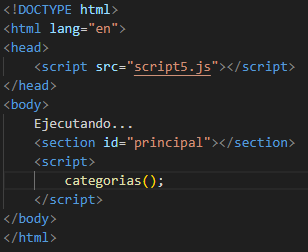 <!DOCTYPE html>
<html lang="en">
<head>
    <script src="script5.js"></script>
</head>
<body>
    Ejecutando...
    <section id="principal"></section>
    <script>
        categorias();
    </script>
</body>
</html>